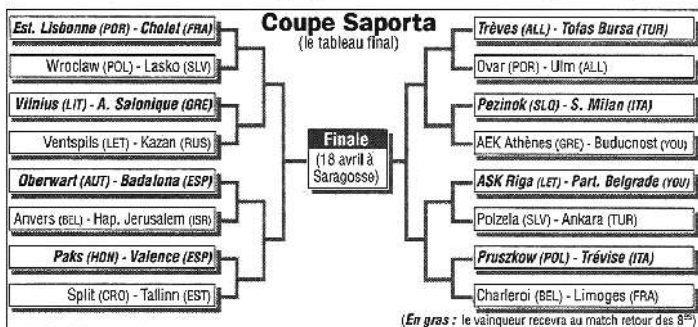 Coupe Saporta
(le tableau final)
Est. Lisbonne (POR) - Cholet (FRA)
Wroclaw (POL) - Lasko (SLV)
Vilnius (LIT) - A. Salonique (GRE)
Ventspils (LET) - Kazan (RUS)
Oberwart (AUT) - Badalona (ESP)
Anvers (BEL) - Hap. Jerusalem (ISR)
Paks (HON) - Valence (ESP)
Split (CRO) - Tallinn (EST)
Finale
(18 avril à
Saragosse)
Trèves (ALL) - Tofas Bursa (TUR)
Ovar (POR) - Ulm (ALL)
Pezinok (SLQ) - S. Milan (ITA)
AEK Athènes (GRE) - Buducnost (YOU)
ASK Riga (LET) - Part. Belgrade (YOU)
Polzela (SLV) - Ankara (TUR)
Pruszkow (POL) - Trévise (ITA)
Charleroi (BEL) - Limoges (FRA)
(En gras : le vainqueur recevra au match retour des 8es)